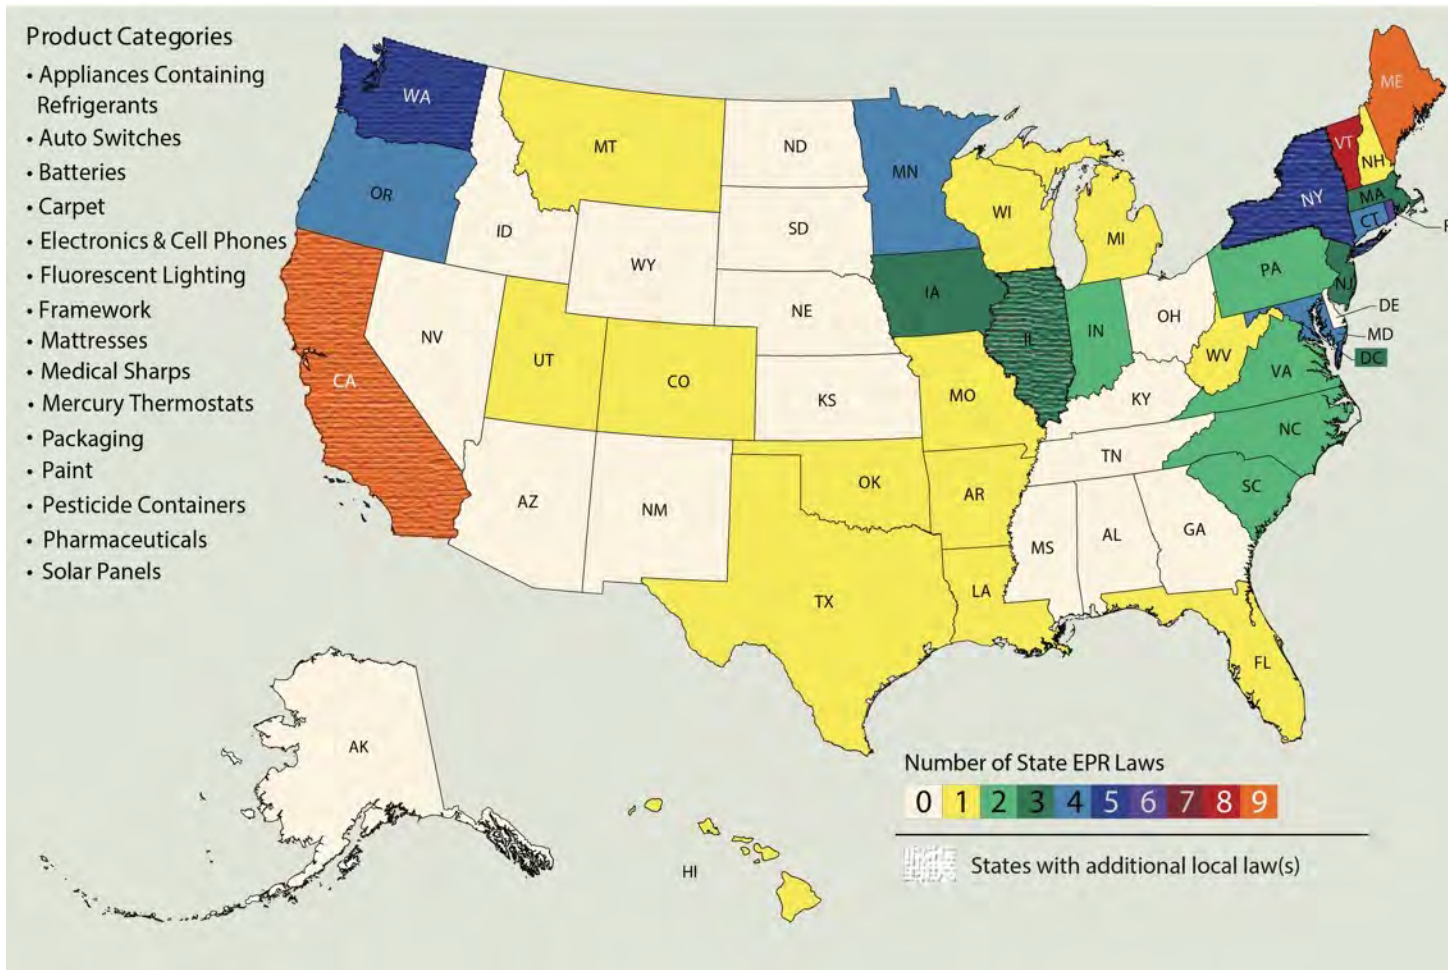 Product Categories
• Appliances Containing
Refrigerants
• Auto Switches
• Batteries
• Carpet
• Electronics & Cell Phones
• Fluorescent Lighting
• Framework
• Mattresses
• Medical Sharps
• Mercury Thermostats
• Packaging
• Paint
• Pesticide Containers
• Pharmaceuticals
• Solar Panels
WA
MT
ND
MN
ME
VT
NH
OR
ID
SD
WI
MI
NY
MA
CT
WY
NE
IA
PA
NJ
NV
UT
CO
KS
MO
IL
IN
OH
WV
DE
MD
DC
VA
KY
CA
AZ
NM
OK
AR
TN
NC
SC
TX
LA
MS
AL
GA
FL
AK
HI
Number of State EPR Laws
0 1 2 3 4 5 6 7 8 9
States with additional local law(s)